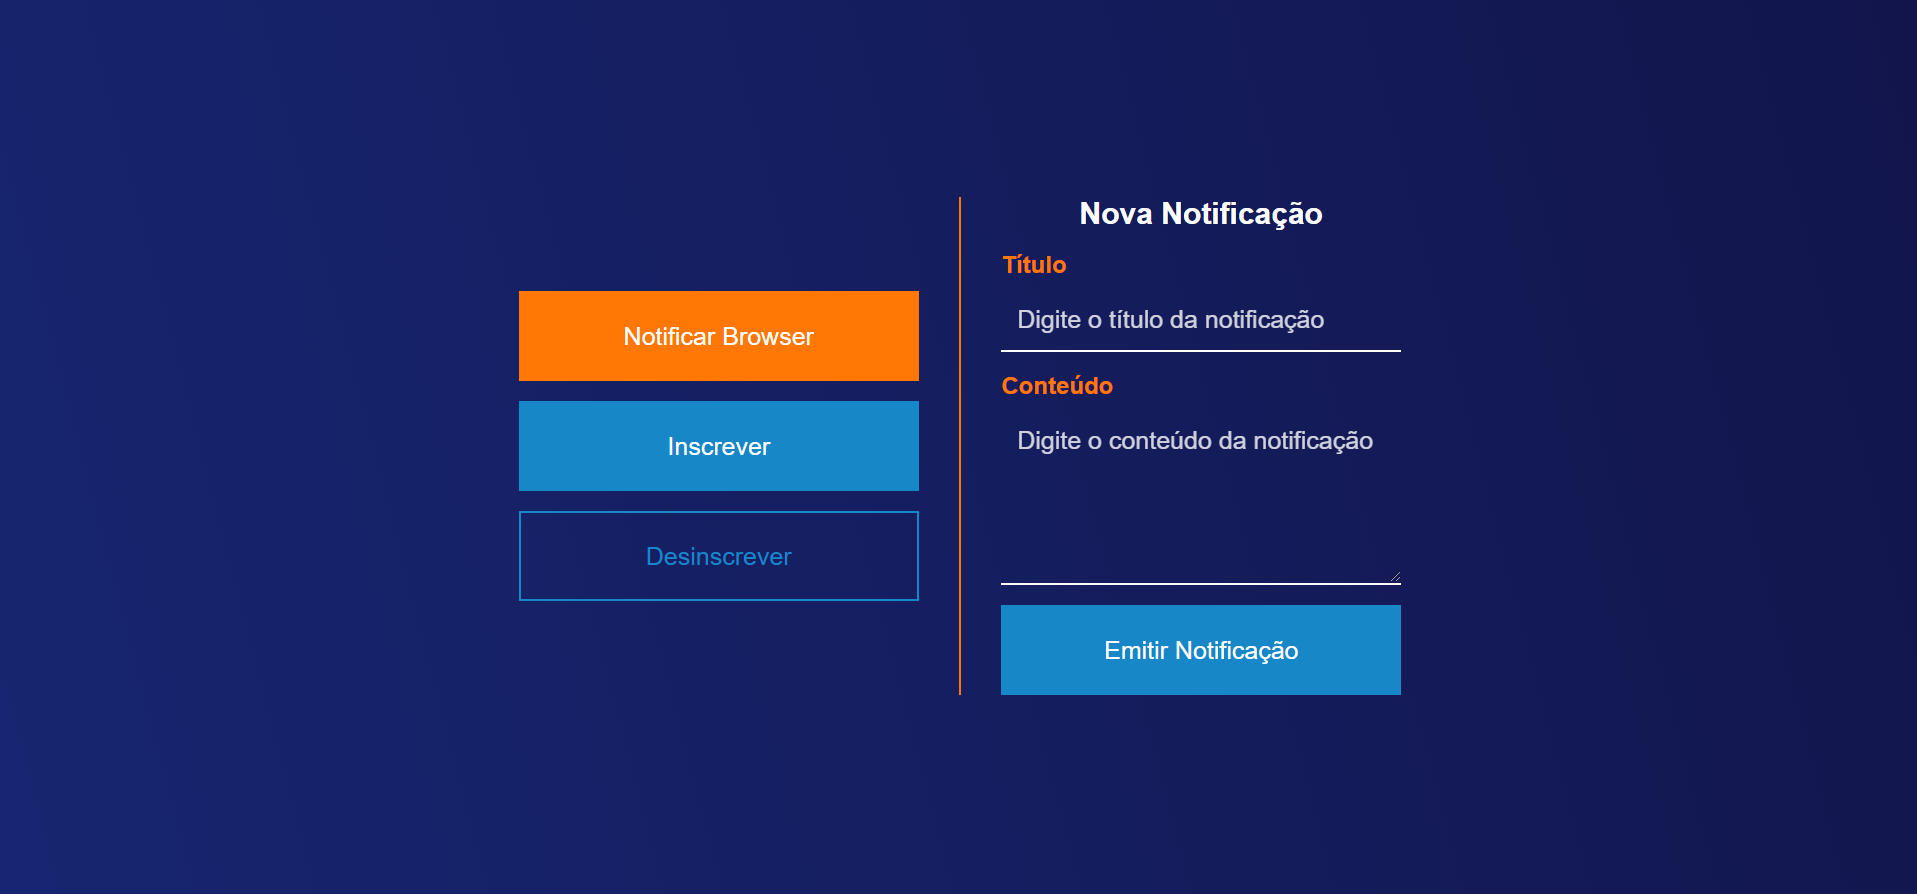 Notificar Browser
Inscrever
Desinscrever
Nova Notificação
Título
Digite o título da notificação
Conteúdo
Digite o conteúdo da notificação
Emitir Notificação